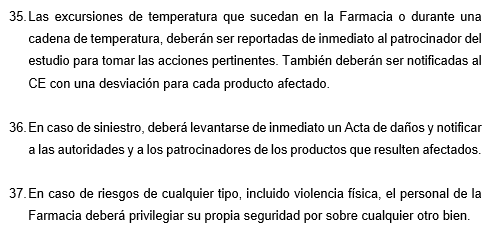 35. Las excursiones de temperatura que sucedan en la Farmacia o durante una
cadena de temperatura, deberán ser reportadas de inmediato al patrocinador del
estudio para tomar las acciones pertinentes. También deberán ser notificadas al
CE con una desviación para cada producto afectado.
36. En caso de siniestro, deberá levantarse de inmediato un Acta de daños y notificar
a las autoridades y a los patrocinadores de los productos que resulten afectados.
37. En caso de riesgos de cualquier tipo, incluido violencia física, el personal de la
Farmacia deberá privilegiar su propia seguridad por sobre cualquier otro bien.